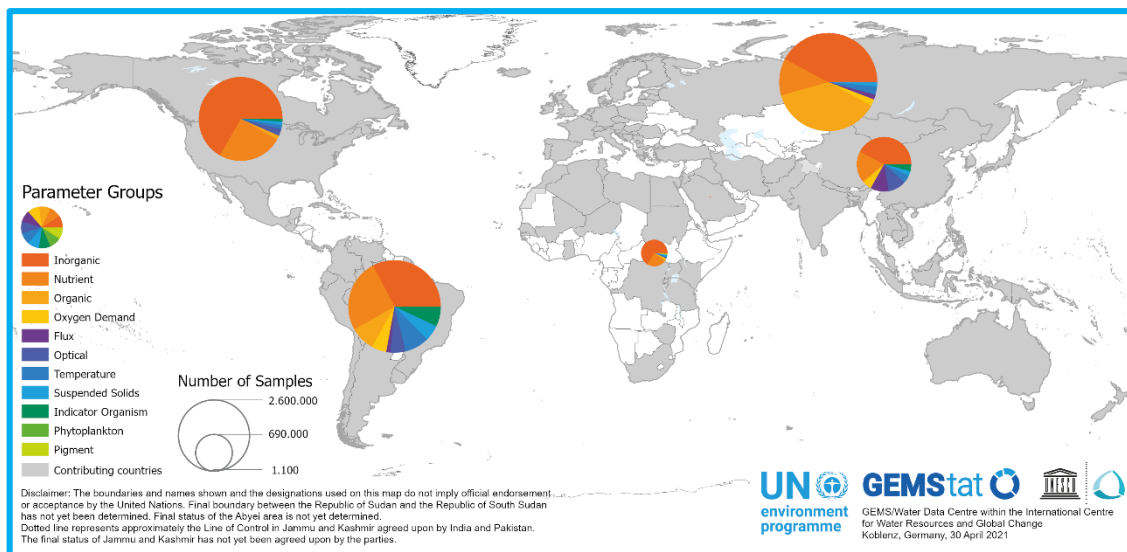 Parameter Groups
Inorganic
Nutrient
Organic
Oxygen Demand
Flux
Optical
Temperature
Suspended Solids
Indicator Organism
Phytoplankton
Pigment
Contributing countries
Number of Samples
2.600.000
690.000
1.100
Disclaimer: The boundaries and names shown and the designations used on this map do not imply official endorsement
or acceptance by the United Nations. Final boundary between the Republic of Sudan and the Republic of South Sudan
has not yet been determined. Final status of the Abyei area is not yet determined.
Dotted line represents approximately the Line of Control in Jammu and Kashmir agreed upon by India and Pakistan.
The final status of Jammu and Kashmir has not yet been agreed upon by the parties.
UN
environment
programme
GEMStat
UNESCO
GEMS/Water Data Centre within the International Centre
for Water Resources and Global Change
Koblenz, Germany, 30 April 2021